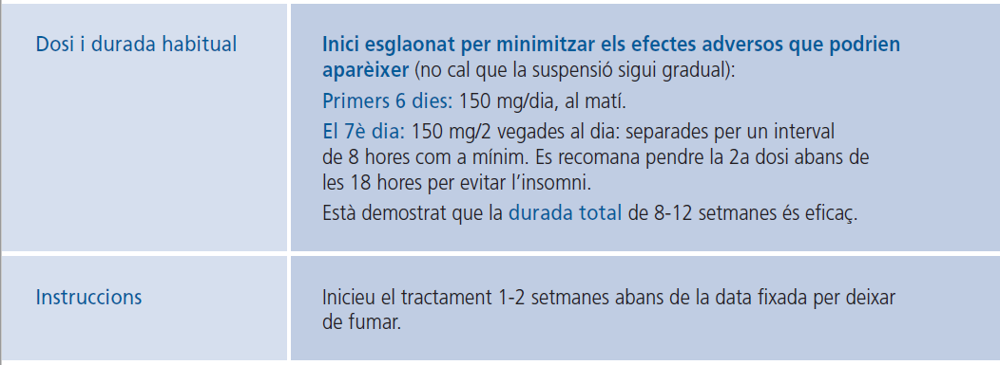 Dosi i durada habitual
Inici esglaonat per minimitzar els efectes adversos que podrien
aparèixer (no cal que la suspensió sigui gradual):
Primers 6 dies: 150 mg/dia, al matí.
El 7è dia: 150 mg/2 vegades al dia: separades per un interval
de 8 hores com a mínim. Es recomana pendre la 2a dosi abans de
les 18 hores per evitar l’insomni.
Està demostrat que la durada total de 8-12 setmanes és eficaç.
Instruccions
Inicieu el tractament 1-2 setmanes abans de la data fixada per deixar
de fumar.